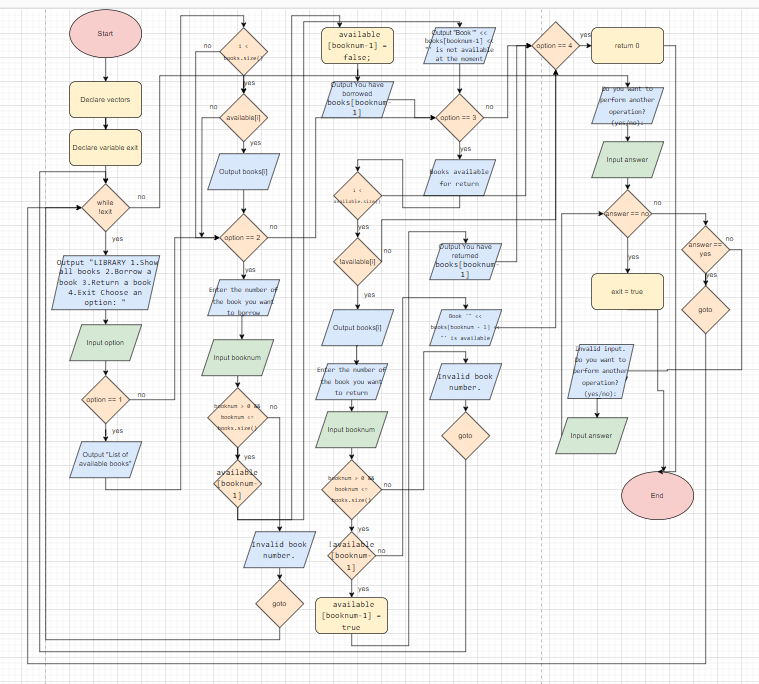 Start
Declare vectors
Declare variable exit
while
!exit
no
yes
Output "LIBRARY 1.Show
all books 2.Borrow a
book 3.Return a book
4.Exit Choose an
option: "
Input option
option == 1
no
yes
Output "List of
available books"
i <
books.size()
no
yes
available[i]
no
yes
Output books[i]
option == 2
no
yes
Enter the number of
the book you want
to borrow
Input booknum
booknum > 0 &&
booknum <=
books.size()
no
yes
available
[booknum-
1]
Invalid book
number.
goto
available
[booknum-1] =
false;
Output You have
borrowed
books[booknum-
1]
Output "Book '" <<
books[booknum-1] <<
"' is not available
at the moment
option == 3
no
yes
Books available
for return
i <
available.size()
yes
!available[i]
no
yes
Output books[i]
Enter the number of
the book you want
to return
Input booknum
booknum > 0 &&
booknum <=
books.size()
no
yes
!available
[booknum-
1]
no
yes
available
[booknum-1] =
true
Output You have
returned
books[booknum-
1]
Book '" <<
books[booknum - 1] <<
"' is available
Invalid book
number.
goto
option == 4
yes
return 0
Do you want to
perform another
operation?
(yes/no):
Input answer
answer == no
no
yes
exit = true
answer ==
yes
no
yes
goto
Invalid input.
Do you want to
perform another
operation?
(yes/no):
Input answer
End